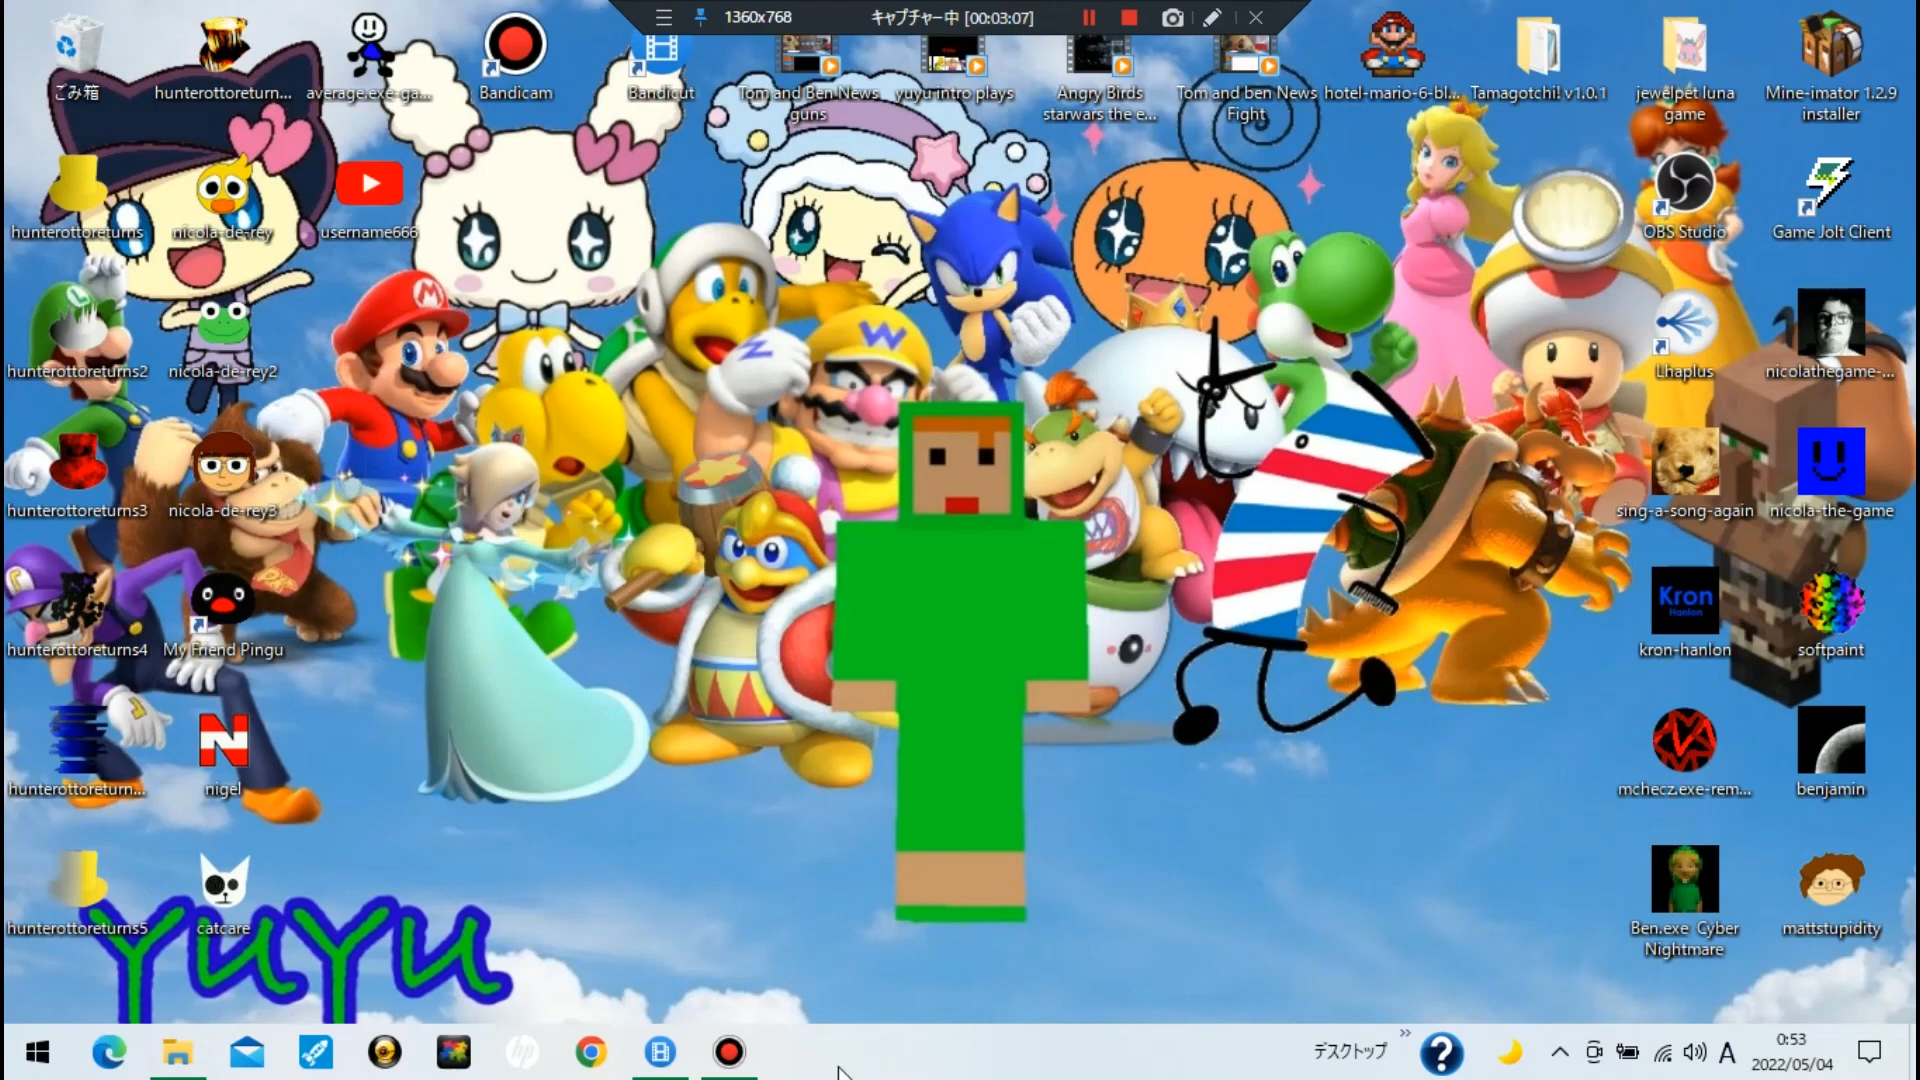 1360x768
キャプチャー中 [00:03:07]
ごみ箱
hunterottoreturn...
average.exe-ga...
Bandicam
Bandicut
Tom and Ben News
guns
yuyu intro plays
Angry Birds
starwars the e...
Tom and ben News
Fight
hotel-mario-6-bl...
Tamagotchi! v1.0.1
jewelpet luna
game
Mine-imator 1.2.9
installer
hunterottoreturns
nicola-de-rey
username666
OBS Studio
Game Jolt Client
hunterottoreturns2
nicola-de-rey2
Lhaplus
nicolathegame-...
hunterottoreturns3
nicola-de-rey3
sing-a-song-again
nicola-the-game
Kron
Hanlon
hunterottoreturns4
My Friend Pingu
kron-hanlon
softpaint
hunterottoreturn...
nigel
mchecz.exe-rem...
benjamin
hunterottoreturns5
catcare
Ben.exe Cyber
Nightmare
mattstupidity
YuYu
デスクトップ
A
0:53
2022/05/04